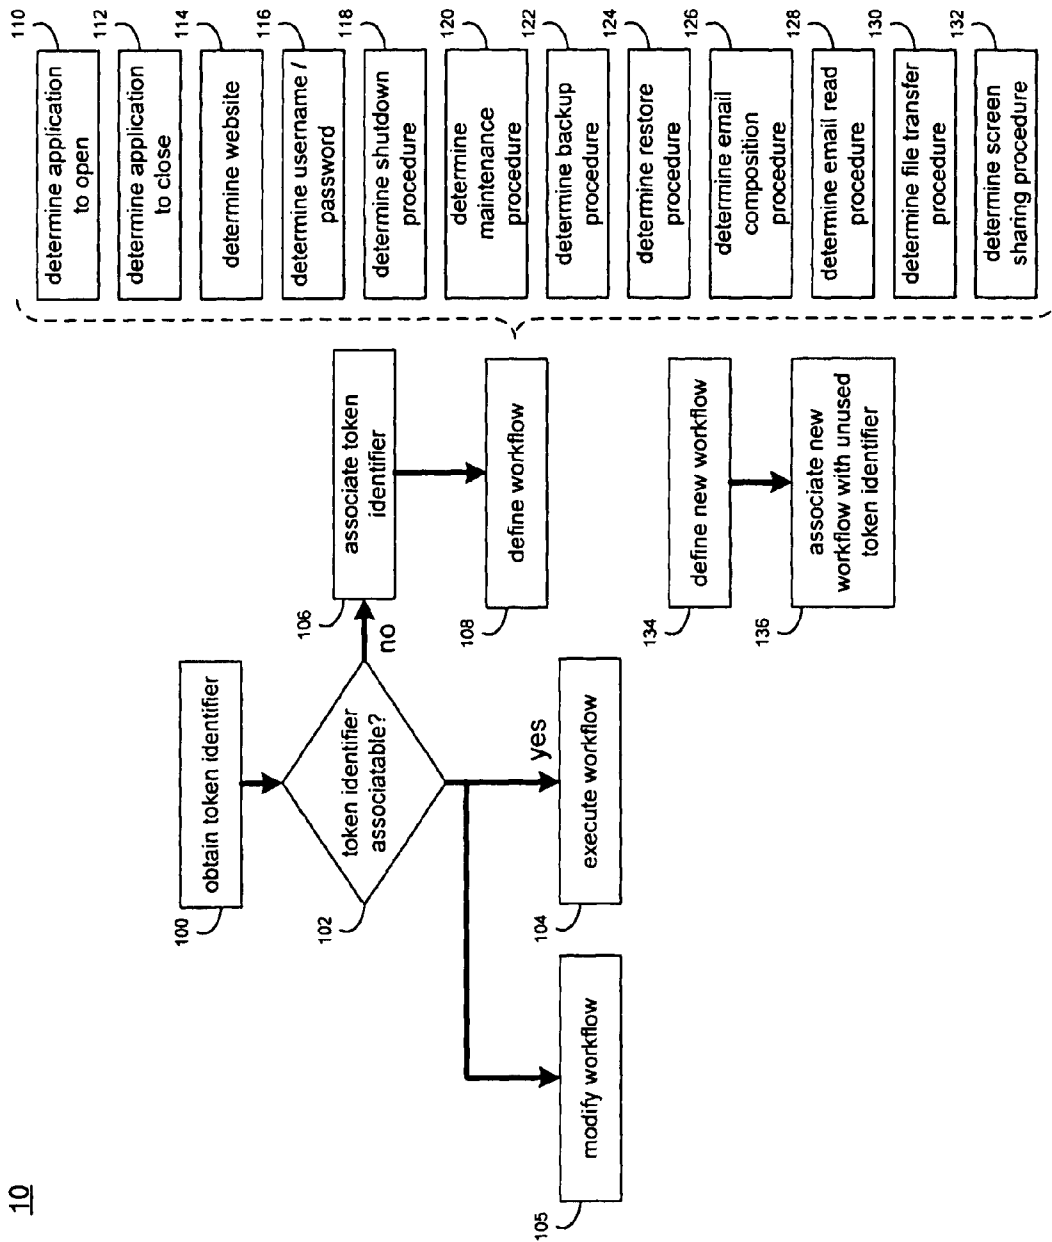 10
100
obtain token identifier
102
token identifier
associatable?
yes
no
104
execute workflow
105
modify workflow
106
associate token
identifier
108
define workflow
134
define new workflow
136
associate new
workflow with unused
token identifier
110
determine application
to open
112
determine application
to close
114
determine website
116
determine username /
password
118
determine shutdown
procedure
120
determine
maintenance
procedure
122
determine backup
procedure
124
determine restore
procedure
126
determine email
composition
procedure
128
determine email read
procedure
130
determine file transfer
procedure
132
determine screen
sharing procedure